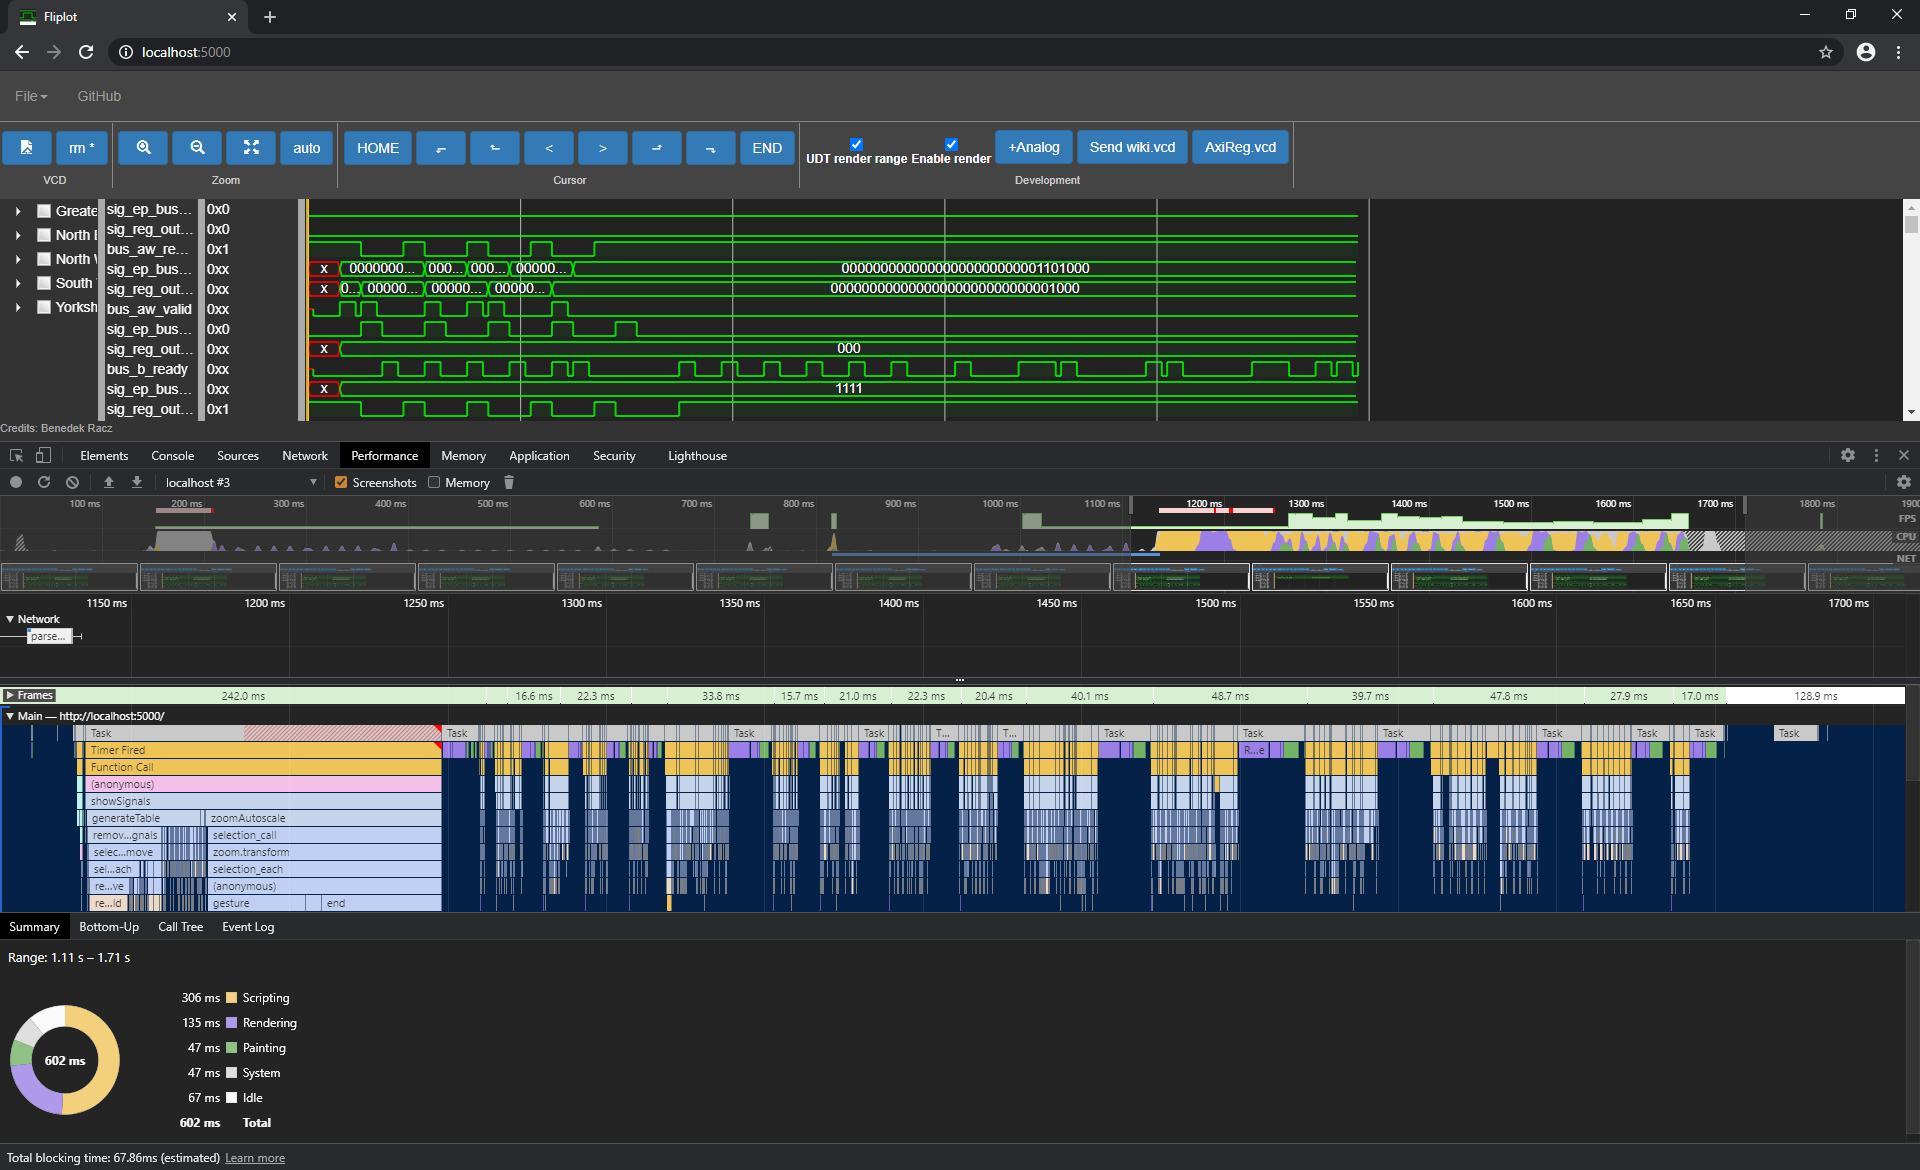 Fliplot
localhost:5000
File GitHub
rm * auto HOME < > END UDT render range Enable render +Analog Send wiki.vcd AxiReg.vcd
VCD Zoom Cursor Development
Greate sig_ep_bus... 0x0
sig_reg_out... 0x0
North bus_aw_re... 0x1
North sig_ep_bus... 0xx x 0000000... 000... 000... 00000... 00000000000000000000000001101000
South sig_reg_out... 0xx x 0... 00000... 00000... 00000... 00000000000000000000000000001000
Yorksh bus_aw_valid 0xx
sig_ep_bus... 0x0
sig_reg_out... 0xx x 000
bus_b_ready 0xx
sig_ep_bus... 0xx x 1111
sig_reg_out... 0x1
Credits: Benedek Racz
Elements Console Sources Network Performance Memory Application Security Lighthouse
localhost #3 Screenshots Memory
100 ms 200 ms 300 ms 400 ms 500 ms 600 ms 700 ms 800 ms 900 ms 1000 ms 1100 ms 1200 ms 1300 ms 1400 ms 1500 ms 1600 ms 1700 ms 1800 ms 1900
FPS
CPU
NET
1150 ms 1200 ms 1250 ms 1300 ms 1350 ms 1400 ms 1450 ms 1500 ms 1550 ms 1600 ms 1650 ms 1700 ms
Network
parse...
Frames 242.0 ms 16.6 ms 22.3 ms 33.8 ms 15.7 ms 21.0 ms 22.3 ms 20.4 ms 40.1 ms 48.7 ms 39.7 ms 47.8 ms 27.9 ms 17.0 ms 128.9 ms
Main — http://localhost:5000/
Task Task Task Task T... T... Task Task Task Task Task Task Task
Timer Fired R...e
Function Call
(anonymous)
showSignals
generateTable zoomAutoscale
remov...gnals selection_call
selec...move zoom.transform
sel...ach selection_each
re...ve (anonymous)
re...ld gesture end
Summary Bottom-Up Call Tree Event Log
Range: 1.11 s – 1.71 s
306 ms Scripting
135 ms Rendering
47 ms Painting
602 ms
47 ms System
67 ms Idle
602 ms Total
Total blocking time: 67.86ms (estimated) Learn more